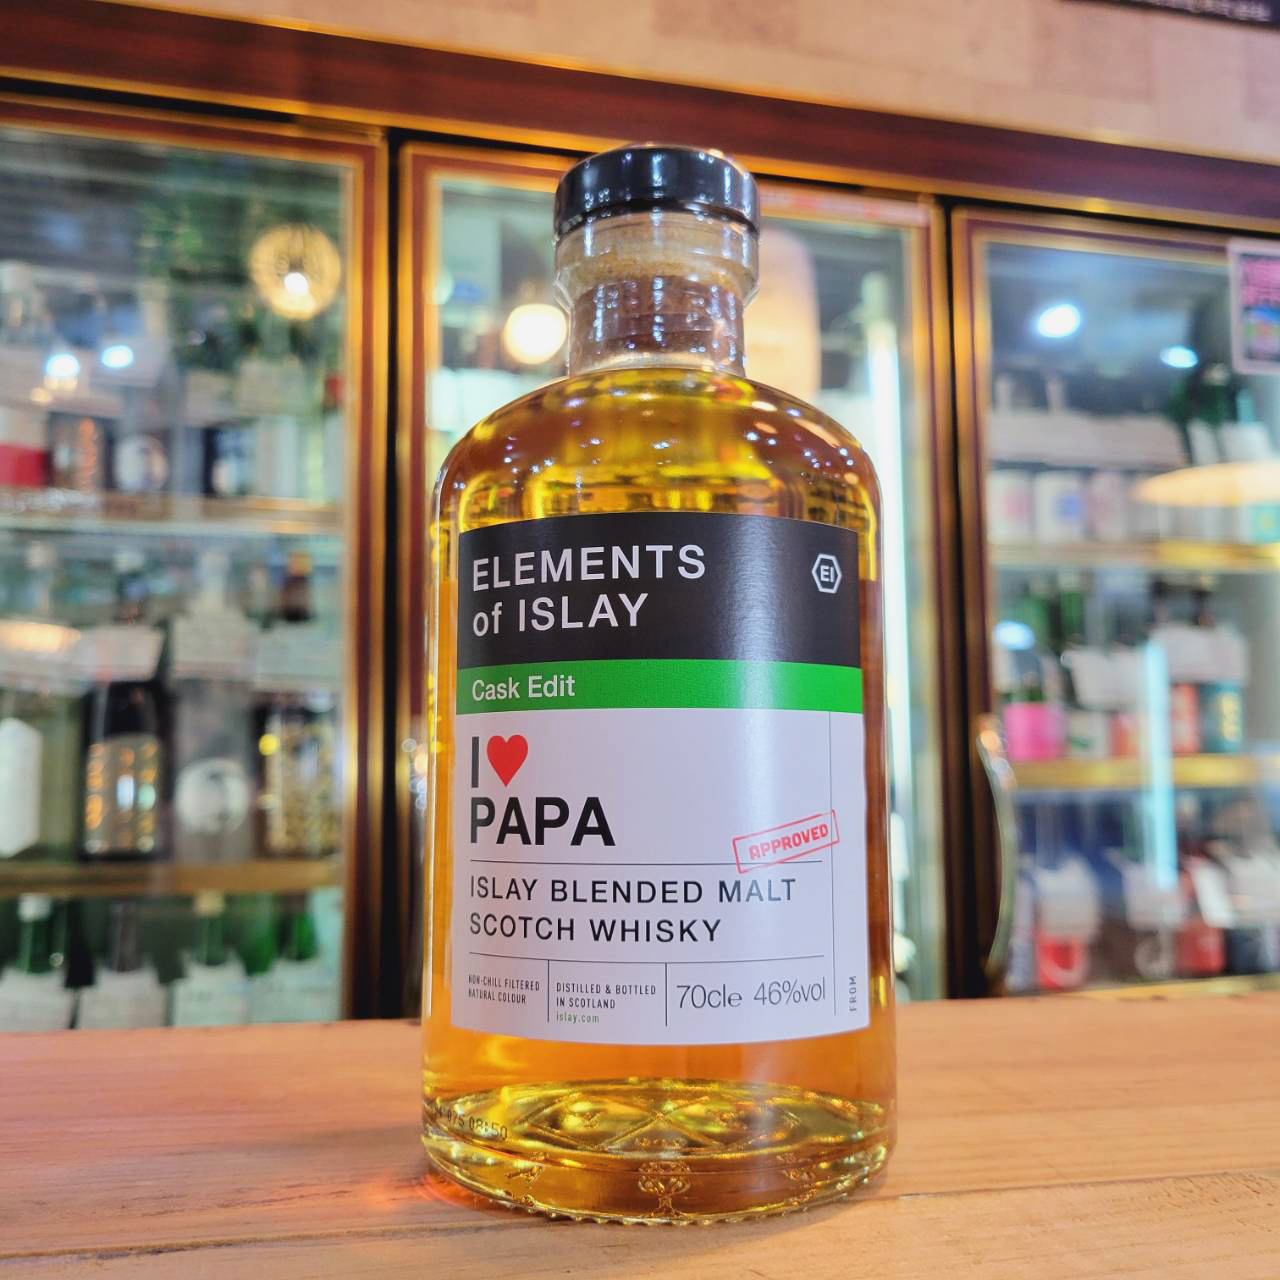 ELEMENTS
of ISLAY
EI
Cask Edit
I♥
PAPA
APPROVED
ISLAY BLENDED MALT
SCOTCH WHISKY
NON-CHILL FILTERED
NATURAL COLOUR
DISTILLED & BOTTLED
IN SCOTLAND
islay.com
70cle 46%vol
FROM